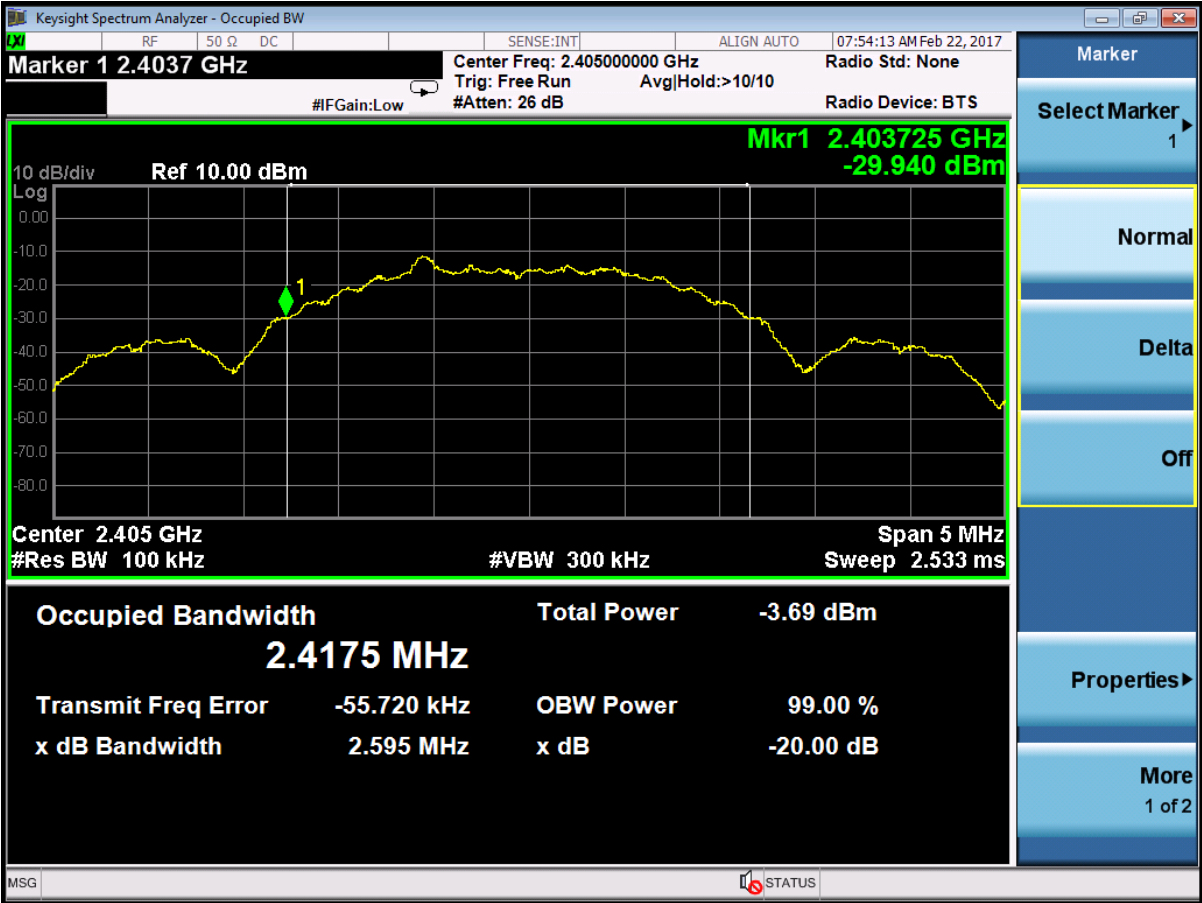 Keysight Spectrum Analyzer - Occupied BW
LXI RF 50 Ω DC SENSE:INT ALIGN AUTO 07:54:13 AM Feb 22, 2017
Marker 1 2.4037 GHz
Center Freq: 2.405000000 GHz
Radio Std: None
Trig: Free Run
Avg|Hold:>10/10
#IFGain:Low
#Atten: 26 dB
Radio Device: BTS
Mkr1 2.403725 GHz
-29.940 dBm
10 dB/div
Ref 10.00 dBm
Log
0.00
-10.0
-20.0
-30.0
-40.0
-50.0
-60.0
-70.0
-80.0
1
Center 2.405 GHz
Span 5 MHz
#Res BW 100 kHz
#VBW 300 kHz
Sweep 2.533 ms
Occupied Bandwidth
Total Power -3.69 dBm
2.4175 MHz
Transmit Freq Error -55.720 kHz
OBW Power 99.00 %
x dB Bandwidth 2.595 MHz
x dB -20.00 dB
Marker
Select Marker
1
Normal
Delta
Off
Properties
More
1 of 2
MSG
STATUS